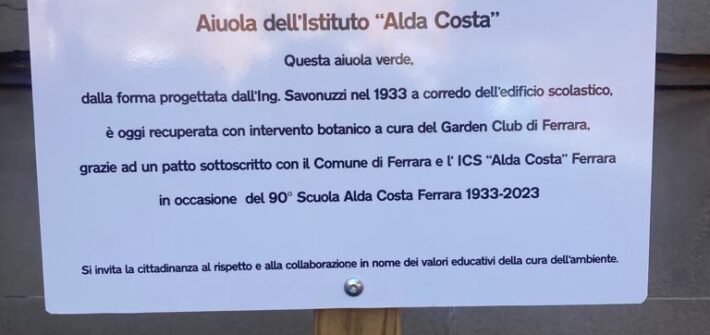 Aiuola dell'Istituto "Alda Costa"
Questa aiuola verde,
dalla forma progettata dall'Ing. Savonuzzi nel 1933 a corredo dell'edificio scolastico,
è oggi recuperata con intervento botanico a cura del Garden Club di Ferrara,
grazie ad un patto sottoscritto con il Comune di Ferrara e l' ICS "Alda Costa" Ferrara
in occasione del 90° Scuola Alda Costa Ferrara 1933-2023
Si invita la cittadinanza al rispetto e alla collaborazione in nome dei valori educativi della cura dell'ambiente.